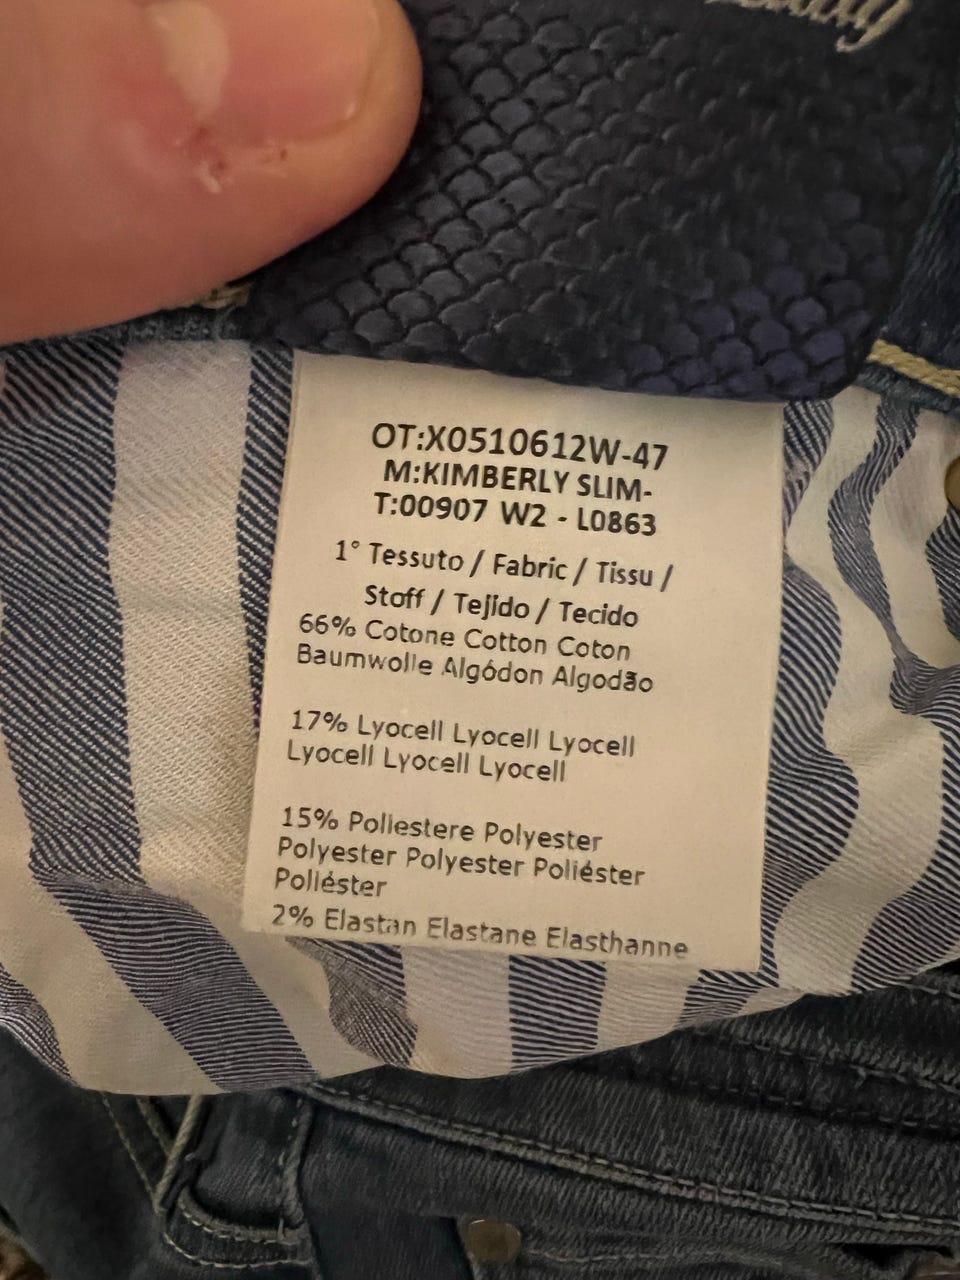 OT:X0510612W-47
M:KIMBERLY SLIM-
T:00907 W2 - L0863
1° Tessuto / Fabric / Tissu /
Stoff / Tejido / Tecido
66% Cotone Cotton Coton
Baumwolle Algódon Algodão
17% Lyocell Lyocell Lyocell
Lyocell Lyocell Lyocell
15% Poliestere Polyester
Polyester Polyester Poliéster
Poliéster
2% Elastan Elastane Elasthanne